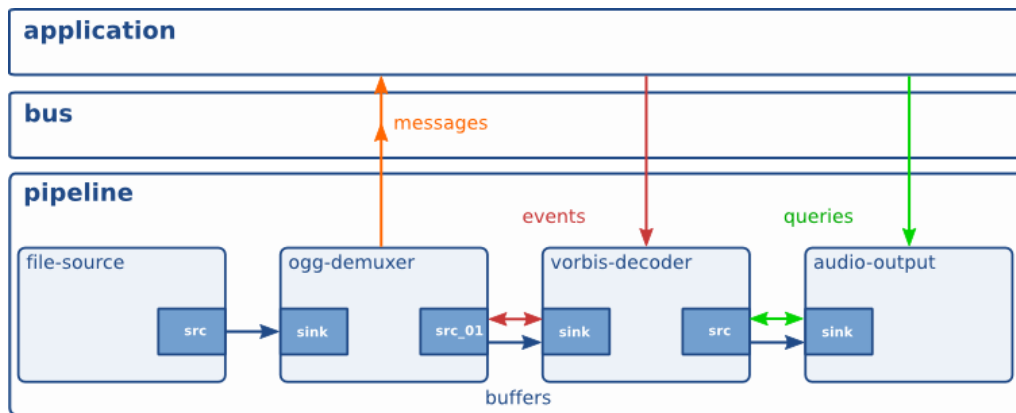 application
bus
messages
pipeline
events
queries
file-source
ogg-demuxer
vorbis-decoder
audio-output
src
sink
src_01
sink
src
sink
buffers